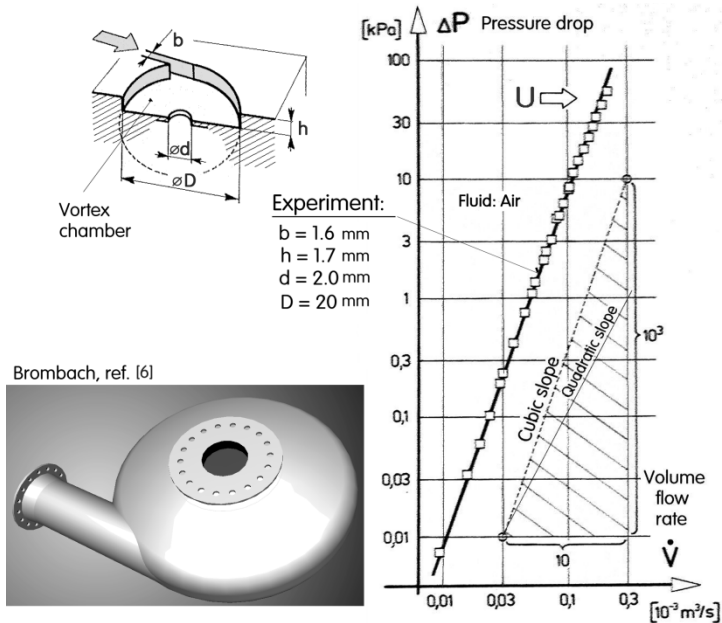 b
h
ød
øD
Vortex
chamber
Experiment:
b = 1.6 mm
h = 1.7 mm
d = 2.0 mm
D = 20 mm
Brombach, ref. [6]
[kPa] ΔP Pressure drop
100
30
10
3
1
0,3
0,1
0,03
0,01
U
Fluid: Air
Cubic slope
Quadratic slope
10³
10
Volume
flow
rate
V̇
0,01 0,03 0,1 0,3
[10⁻³ m³/s]